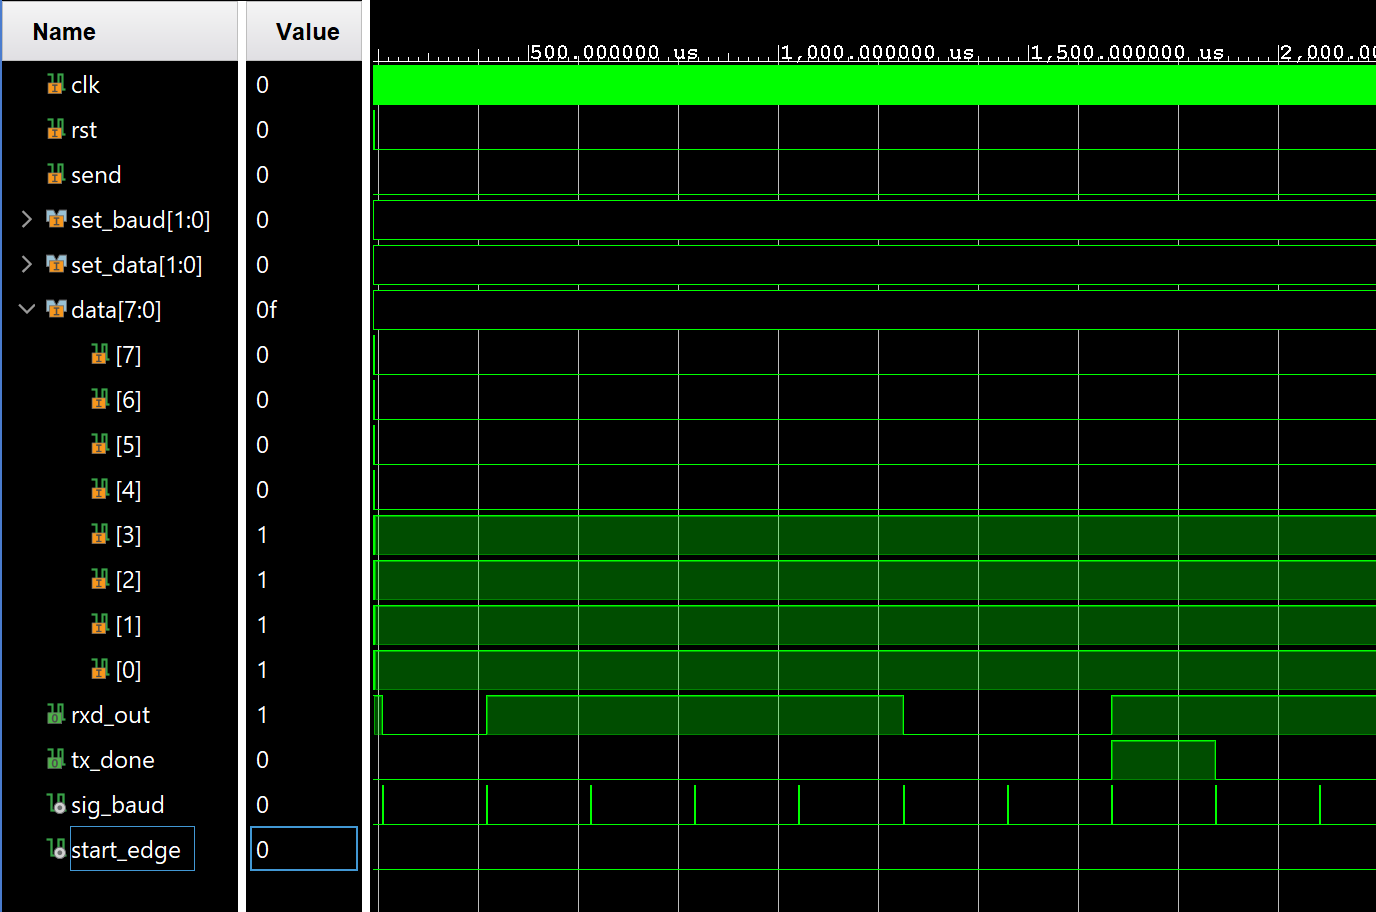 Name Value
500.000000 us 1,000.000000 us 1,500.000000 us 2,000.00
clk 0
rst 0
send 0
set_baud[1:0] 0
set_data[1:0] 0
data[7:0] 0f
[7] 0
[6] 0
[5] 0
[4] 0
[3] 1
[2] 1
[1] 1
[0] 1
rxd_out 1
tx_done 0
sig_baud 0
start_edge 0